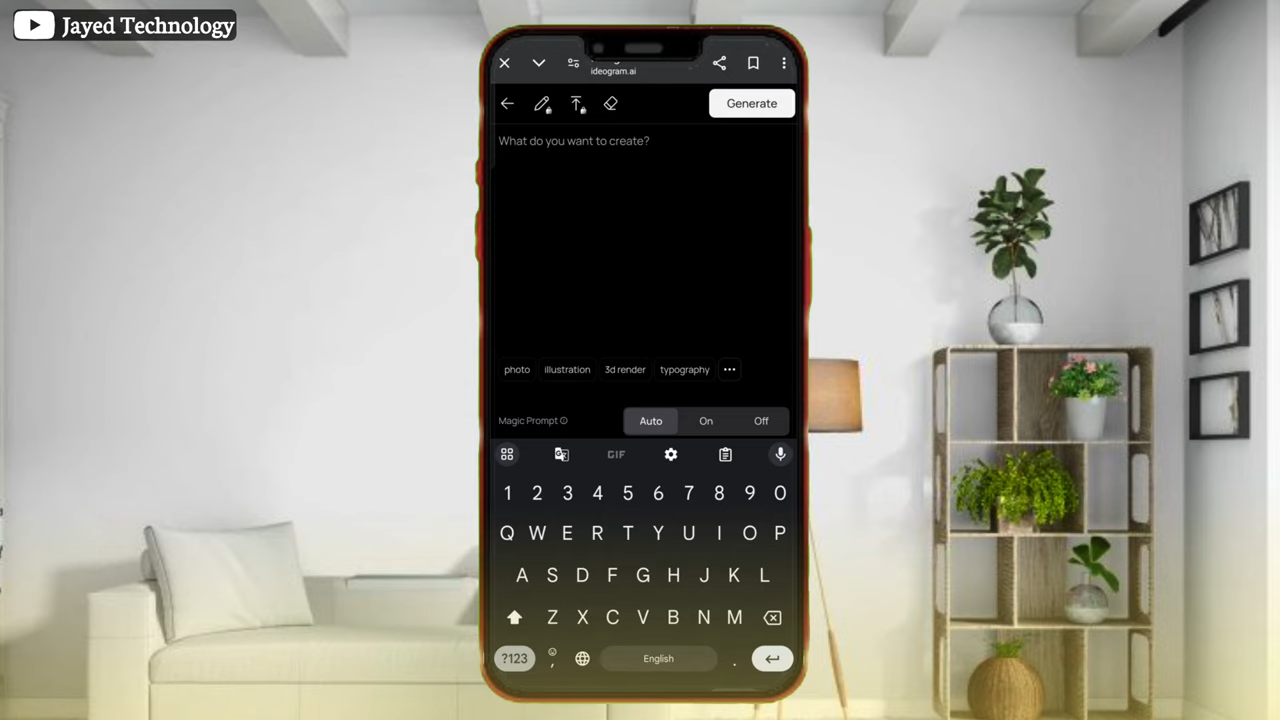 Jayed Technology
ideogram.ai
Generate
What do you want to create?
photo illustration 3d render typography
Magic Prompt Auto On Off
GIF
1 2 3 4 5 6 7 8 9 0
Q W E R T Y U I O P
A S D F G H J K L
Z X C V B N M
?123 , English .